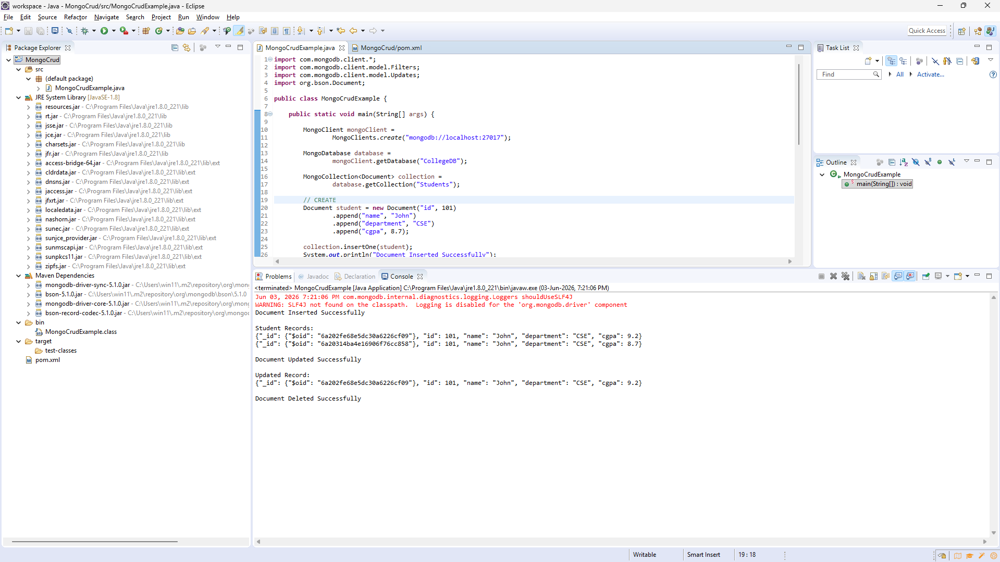 workspace - Java - MongoCrud/src/MongoCrudExample.java - Eclipse
File Edit Source Refactor Navigate Search Project Run Window Help
Quick Access
Package Explorer
MongoCrud
src
(default package)
MongoCrudExample.java
JRE System Library [JavaSE-1.8]
resources.jar - C:\Program Files\Java\jre1.8.0_221\lib
rt.jar - C:\Program Files\Java\jre1.8.0_221\lib
jsse.jar - C:\Program Files\Java\jre1.8.0_221\lib
jce.jar - C:\Program Files\Java\jre1.8.0_221\lib
charsets.jar - C:\Program Files\Java\jre1.8.0_221\lib
jfr.jar - C:\Program Files\Java\jre1.8.0_221\lib
access-bridge-64.jar - C:\Program Files\Java\jre1.8.0_221\lib\ext
cldrdata.jar - C:\Program Files\Java\jre1.8.0_221\lib\ext
dnsns.jar - C:\Program Files\Java\jre1.8.0_221\lib\ext
jaccess.jar - C:\Program Files\Java\jre1.8.0_221\lib\ext
jfxrt.jar - C:\Program Files\Java\jre1.8.0_221\lib\ext
localedata.jar - C:\Program Files\Java\jre1.8.0_221\lib\ext
nashorn.jar - C:\Program Files\Java\jre1.8.0_221\lib\ext
sunec.jar - C:\Program Files\Java\jre1.8.0_221\lib\ext
sunjce_provider.jar - C:\Program Files\Java\jre1.8.0_221\lib\ext
sunmscapi.jar - C:\Program Files\Java\jre1.8.0_221\lib\ext
sunpkcs11.jar - C:\Program Files\Java\jre1.8.0_221\lib\ext
zipfs.jar - C:\Program Files\Java\jre1.8.0_221\lib\ext
Maven Dependencies
mongodb-driver-sync-5.1.0.jar - C:\Users\win11\.m2\repository\org\mong
bson-5.1.0.jar - C:\Users\win11\.m2\repository\org\mongodb\bson\5.1.0
mongodb-driver-core-5.1.0.jar - C:\Users\win11\.m2\repository\org\mong
bson-record-codec-5.1.0.jar - C:\Users\win11\.m2\repository\org\mongo
bin
MongoCrudExample.class
target
test-classes
pom.xml
MongoCrudExample.java MongoCrud/pom.xml
1 import com.mongodb.client.*;
2 import com.mongodb.client.model.Filters;
3 import com.mongodb.client.model.Updates;
4 import org.bson.Document;
5
6 public class MongoCrudExample {
7
8 public static void main(String[] args) {
9
10 MongoClient mongoClient =
11 MongoClients.create("mongodb://localhost:27017");
12
13 MongoDatabase database =
14 mongoClient.getDatabase("CollegeDB");
15
16 MongoCollection<Document> collection =
17 database.getCollection("Students");
18
19 // CREATE
20 Document student = new Document("id", 101)
21 .append("name", "John")
22 .append("department", "CSE")
23 .append("cgpa", 8.7);
24
25 collection.insertOne(student);
26 System.out.println("Document Inserted Successfully");
Problems @ Javadoc Declaration Console
<terminated> MongoCrudExample [Java Application] C:\Program Files\Java\jre1.8.0_221\bin\javaw.exe (03-Jun-2026, 7:21:06 PM)
Jun 03, 2026 7:21:06 PM com.mongodb.internal.diagnostics.logging.Loggers shouldUseSLF4J
WARNING: SLF4J not found on the classpath.  Logging is disabled for the 'org.mongodb.driver' component
Document Inserted Successfully
Student Records:
{"_id": {"$oid": "6a202fe68e5dc30a6226cf09"}, "id": 101, "name": "John", "department": "CSE", "cgpa": 9.2}
{"_id": {"$oid": "6a20314ba4e16906f76cc858"}, "id": 101, "name": "John", "department": "CSE", "cgpa": 8.7}
Document Updated Successfully
Updated Record:
{"_id": {"$oid": "6a202fe68e5dc30a6226cf09"}, "id": 101, "name": "John", "department": "CSE", "cgpa": 9.2}
Document Deleted Successfully
Task List
Find All Activate...
Outline
MongoCrudExample
main(String[]) : void
Writable Smart Insert 19 : 18